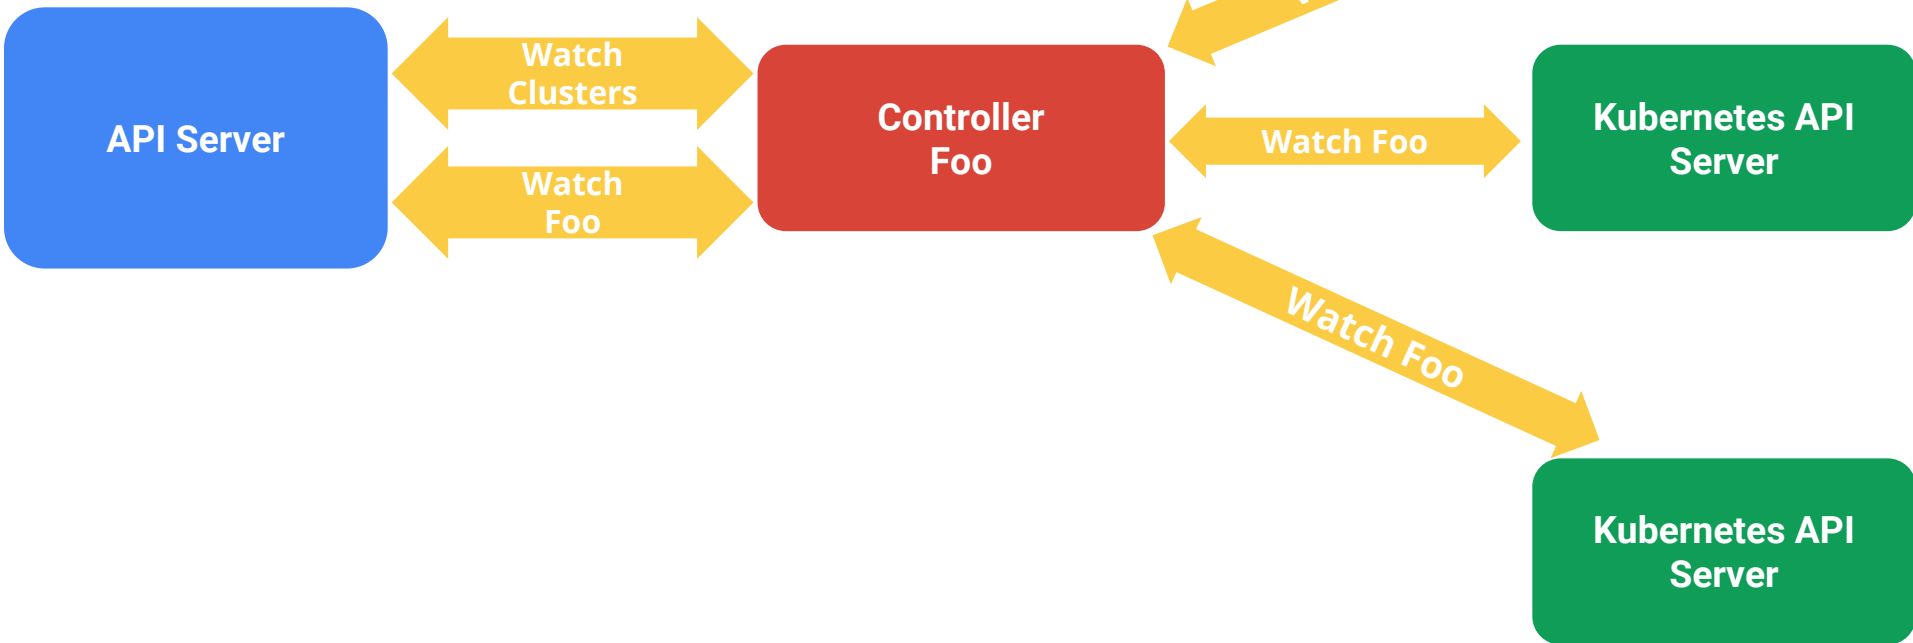 API Server
Watch
Clusters
Watch
Foo
Controller
Foo
Watch Foo
Kubernetes API
Server
Watch Foo
Kubernetes API
Server